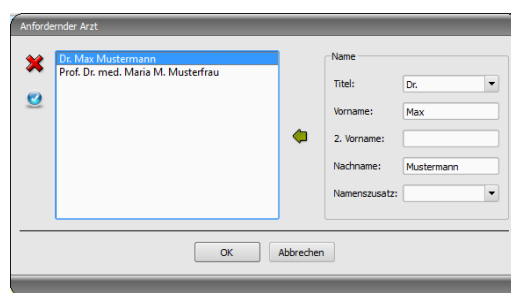 Anfordernder Arzt
Dr. Max Mustermann
Prof. Dr. med. Maria M. Musterfrau
Name
Titel: Dr.
Vorname: Max
2. Vorname:
Nachname: Mustermann
Namenszusatz:
OK Abbrechen